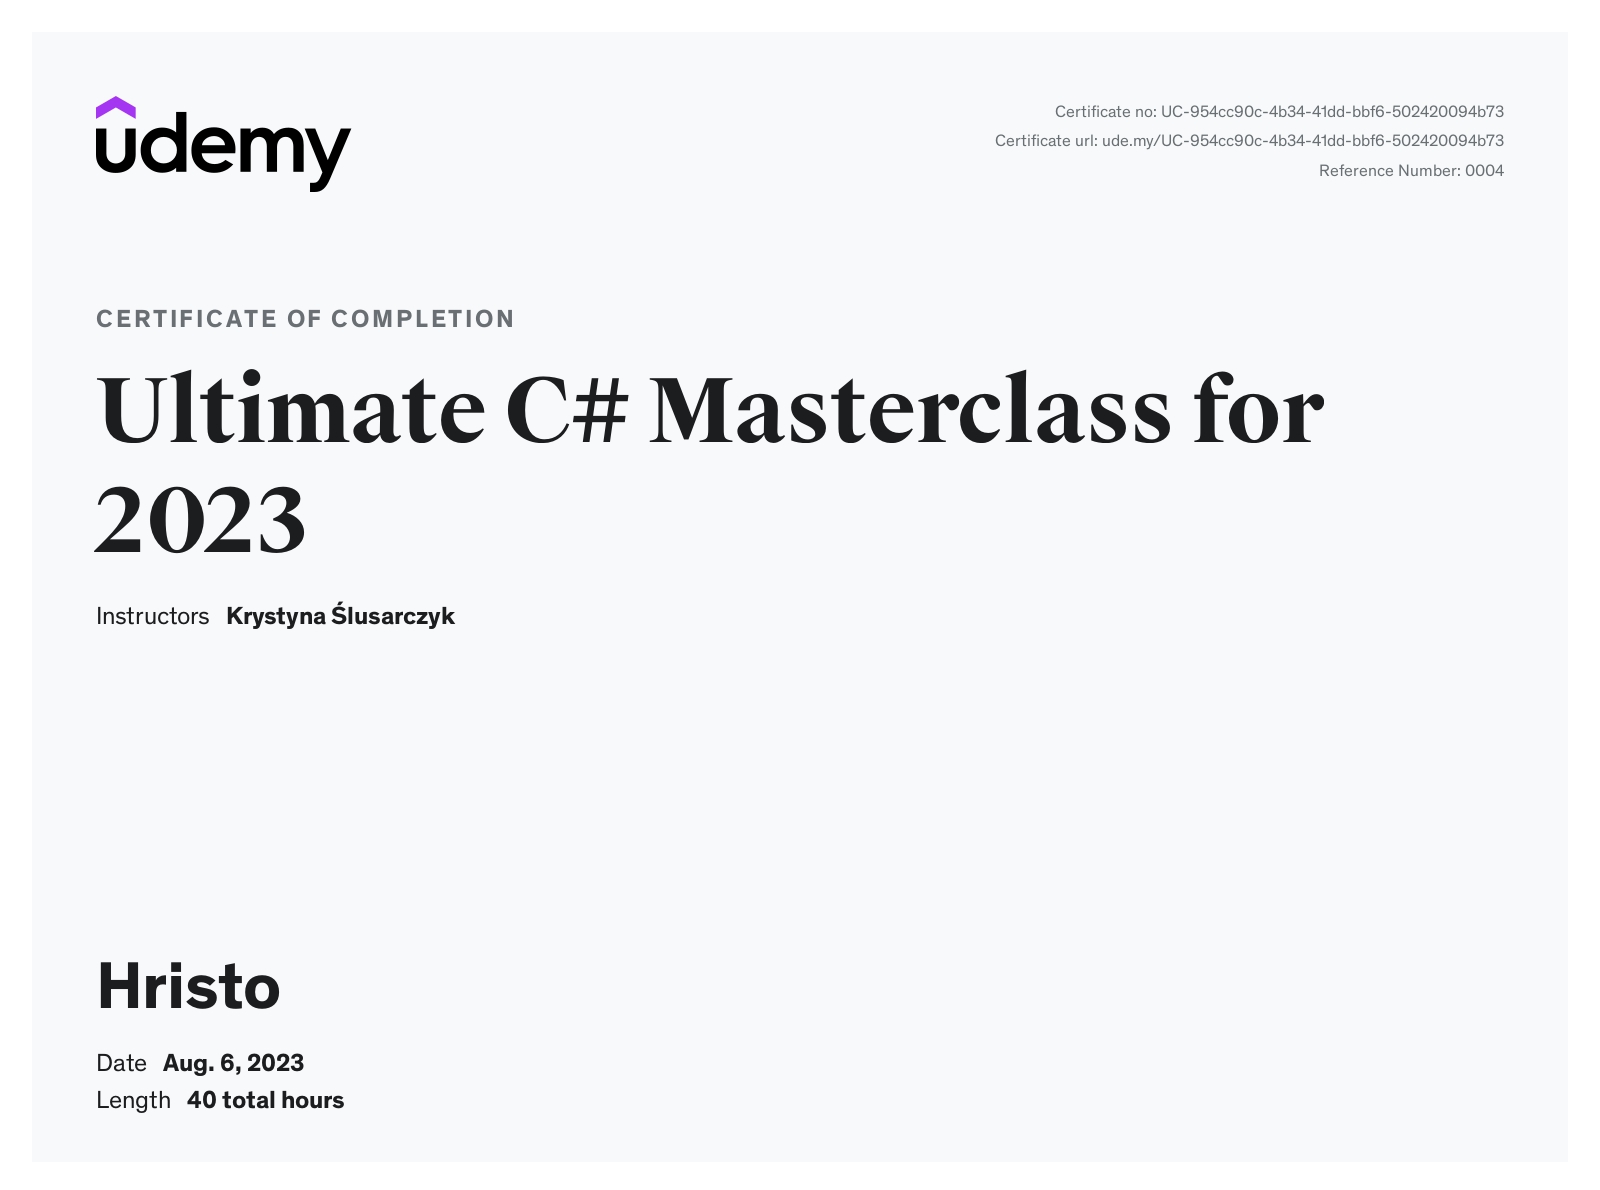 udemy
Certificate no: UC-954cc90c-4b34-41dd-bbf6-502420094b73
Certificate url: ude.my/UC-954cc90c-4b34-41dd-bbf6-502420094b73
Reference Number: 0004
CERTIFICATE OF COMPLETION
Ultimate C# Masterclass for
2023
Instructors Krystyna Ślusarczyk
Hristo
Date Aug. 6, 2023
Length 40 total hours